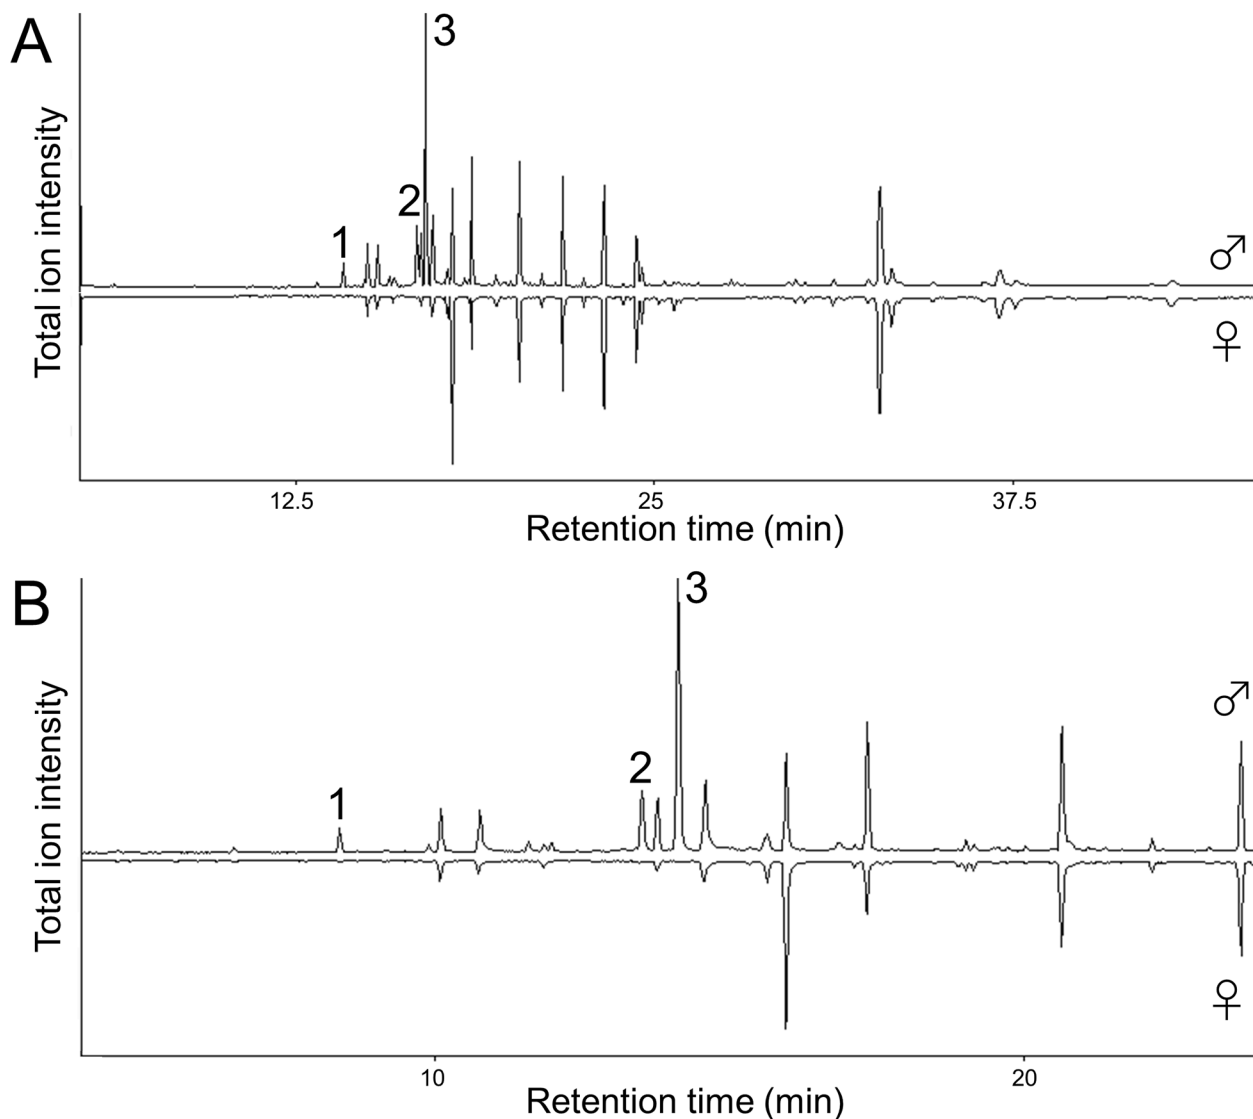 A
Total ion intensity
1
2
3
♂
♀
12.5
25
37.5
Retention time (min)
B
Total ion intensity
1
2
3
♂
♀
10
20
Retention time (min)